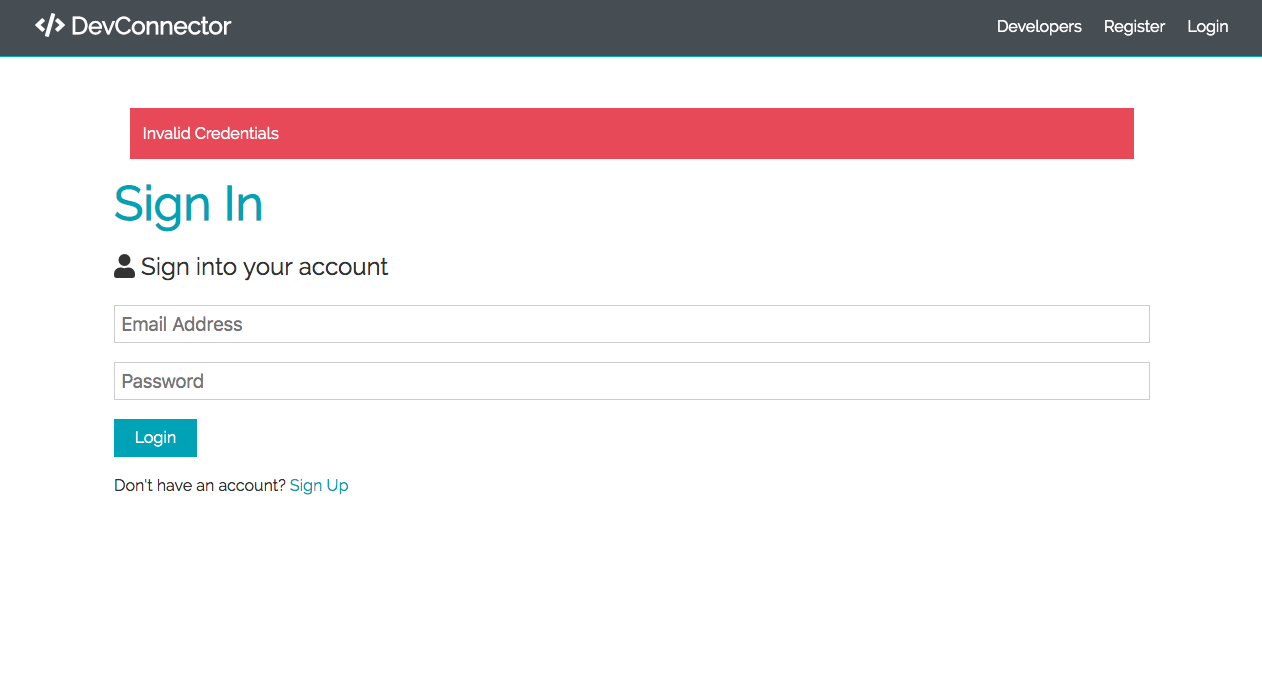 DevConnector
Developers Register Login
Invalid Credentials
Sign In
Sign into your account
Email Address
Password
Login
Don't have an account? Sign Up